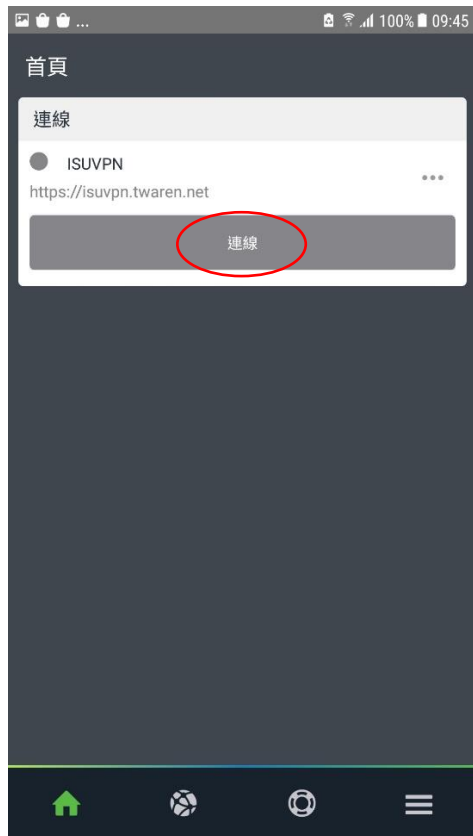 ... 100% 09:45
首頁
連線
ISUVPN
https://isuvpn.twaren.net
連線